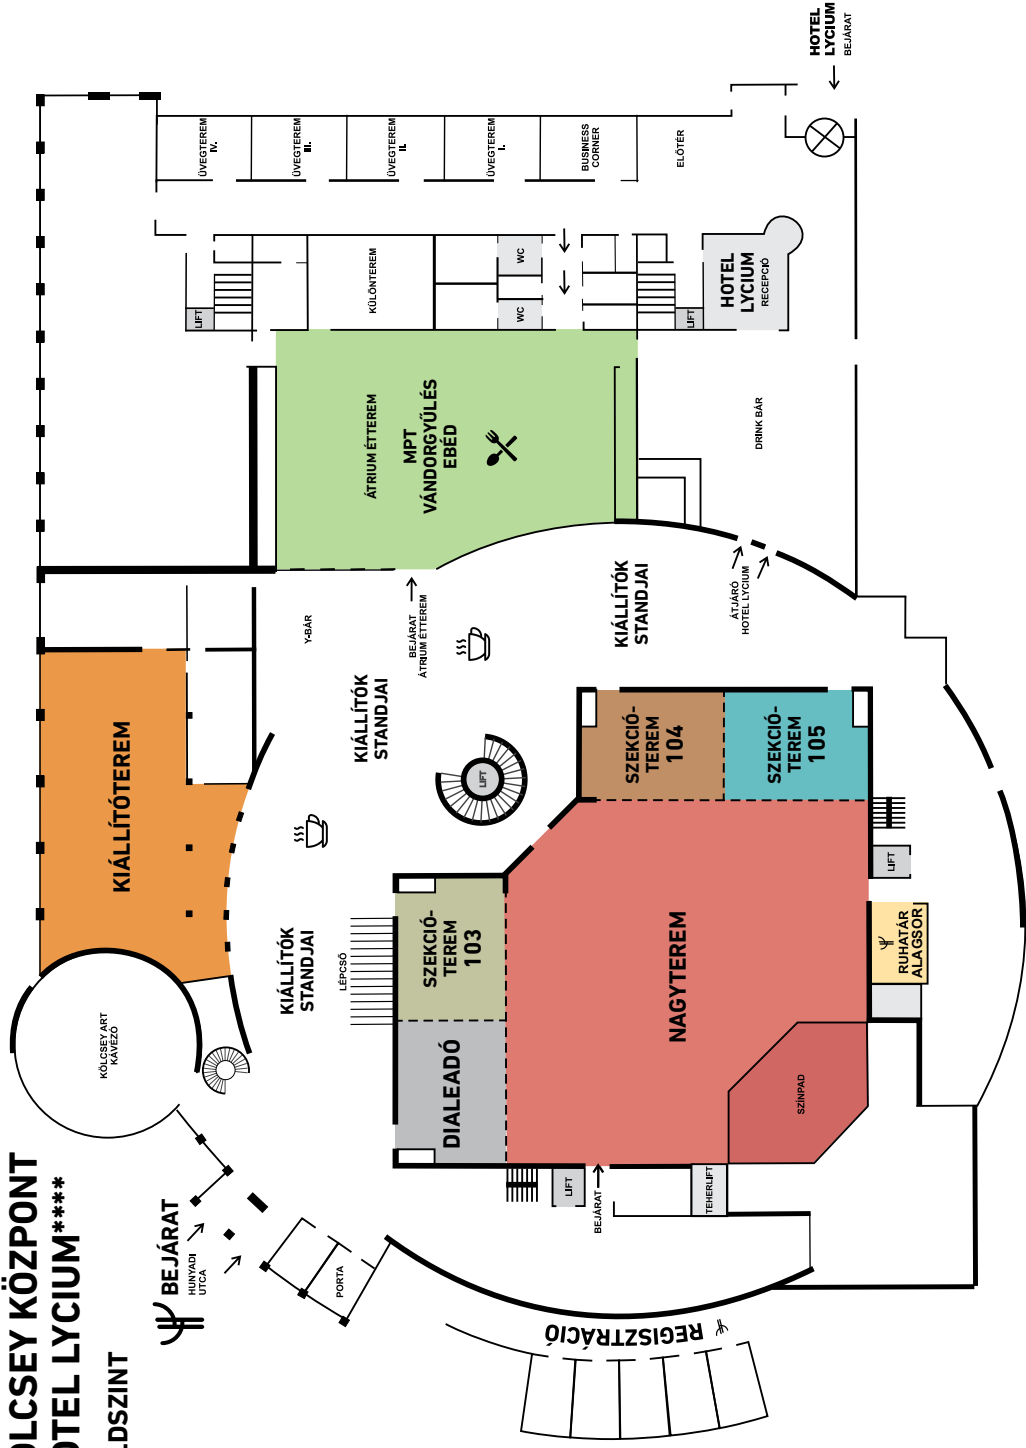 ÖLCSEY KÖZPONT
OTEL LYCIUM****
LDSZINT
BEJÁRAT
HUNYADI
UTCA
PORTA
REGISZTRÁCIÓ
KÖLCSEY ART
KÁVÉZÓ
KIÁLLÍTÓTEREM
KIÁLLÍTÓK
STANDJAI
LÉPCSŐ
DIALEADÓ
SZEKCIÓ-
TEREM
103
NAGYTEREM
SZÍNPAD
BEJÁRAT
LIFT
TEHERLIFT
RUHATÁR
ALAGSOR
LIFT
SZEKCIÓ-
TEREM
104
SZEKCIÓ-
TEREM
105
LIFT
KIÁLLÍTÓK
STANDJAI
Y-BÁR
BEJÁRAT
ÁTRIUM ÉTTEREM
KIÁLLÍTÓK
STANDJAI
ÁTJÁRÓ
HOTEL LYCIUM
ÁTRIUM ÉTTEREM
MPT
VÁNDORGYŰLÉS
EBÉD
DRINK BÁR
LIFT
KÜLÖNTEREM
WC
WC
LIFT
HOTEL
LYCIUM
RECEPCIÓ
ÜVEGTEREM
IV.
ÜVEGTEREM
III.
ÜVEGTEREM
II.
ÜVEGTEREM
I.
BUSINESS
CORNER
ELŐTÉR
HOTEL
LYCIUM
BEJÁRAT